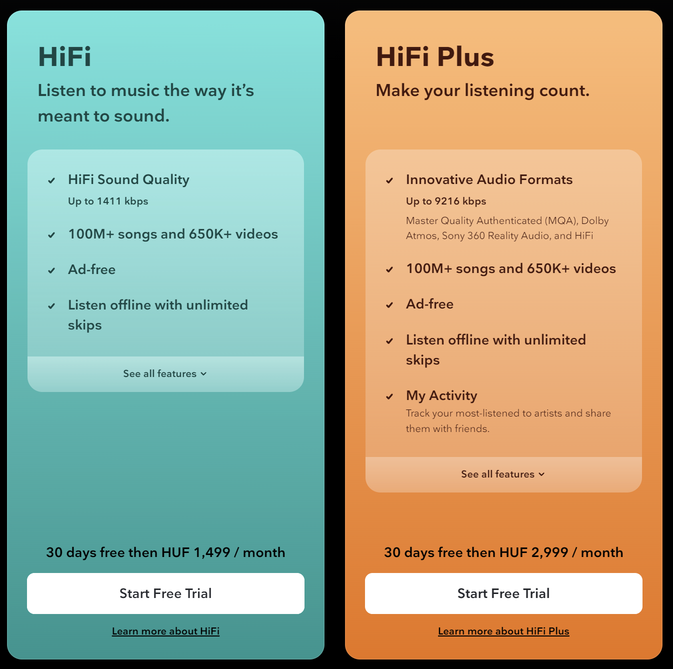 HiFi
Listen to music the way it's
meant to sound.
HiFi Sound Quality
Up to 1411 kbps
100M+ songs and 650K+ videos
Ad-free
Listen offline with unlimited
skips
See all features
30 days free then HUF 1,499 / month
Start Free Trial
Learn more about HiFi
HiFi Plus
Make your listening count.
Innovative Audio Formats
Up to 9216 kbps
Master Quality Authenticated (MQA), Dolby
Atmos, Sony 360 Reality Audio, and HiFi
100M+ songs and 650K+ videos
Ad-free
Listen offline with unlimited
skips
My Activity
Track your most-listened to artists and share
them with friends.
See all features
30 days free then HUF 2,999 / month
Start Free Trial
Learn more about HiFi Plus